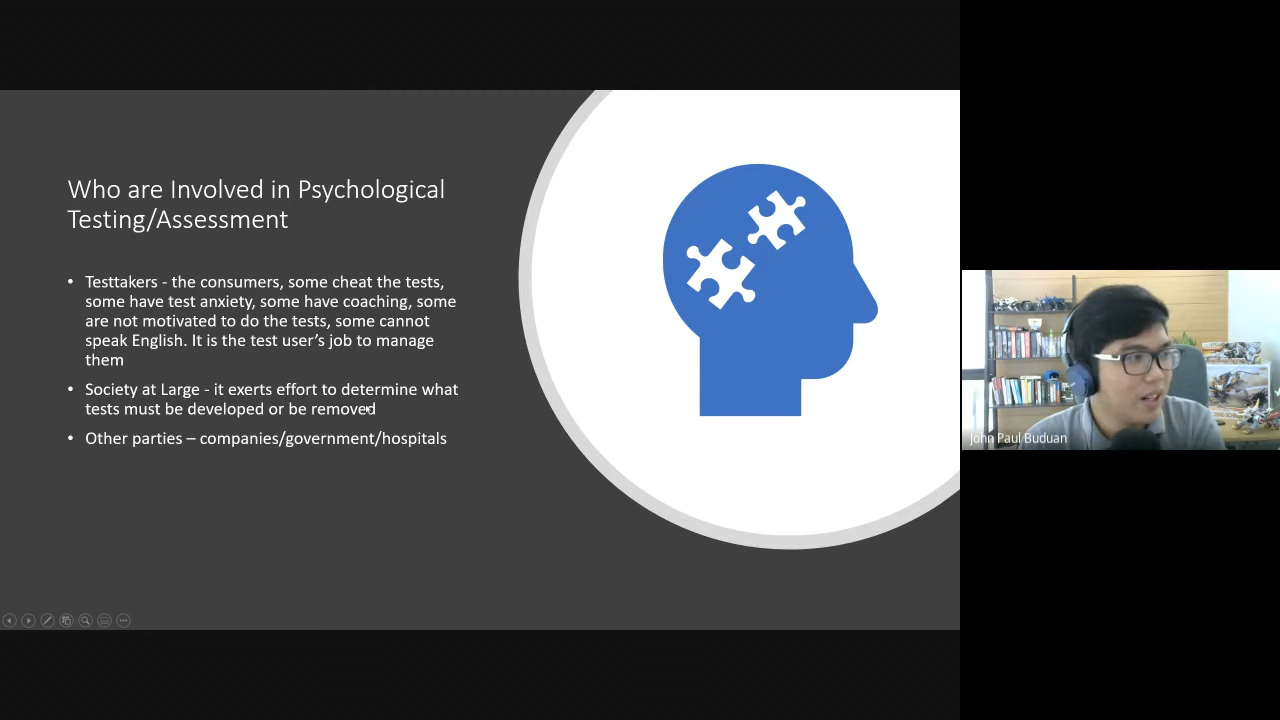 Who are Involved in Psychological
Testing/Assessment
• Testtakers - the consumers, some cheat the tests,
some have test anxiety, some have coaching, some
are not motivated to do the tests, some cannot
speak English. It is the test user's job to manage
them
• Society at Large - it exerts effort to determine what
tests must be developed or be removed
• Other parties – companies/government/hospitals
John Paul Buduan